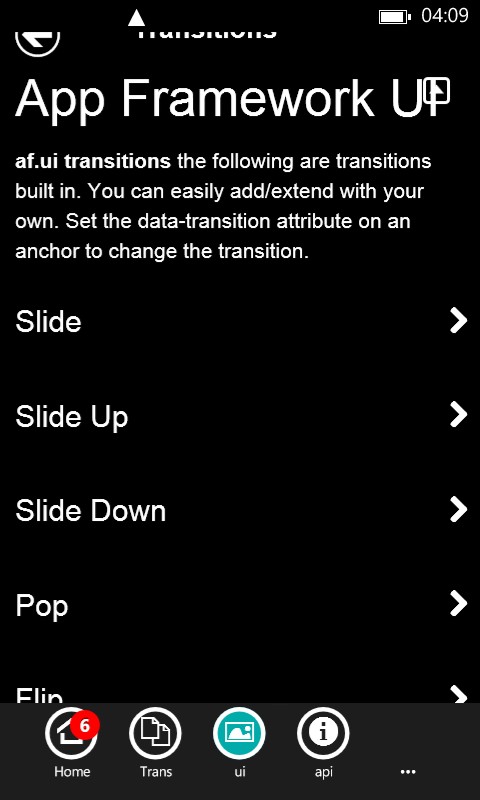 04:09
Transitions
App Framework UI
af.ui transitions the following are transitions
built in. You can easily add/extend with your
own. Set the data-transition attribute on an
anchor to change the transition.
Slide
Slide Up
Slide Down
Pop
Flip
6
Home
Trans
ui
api
...